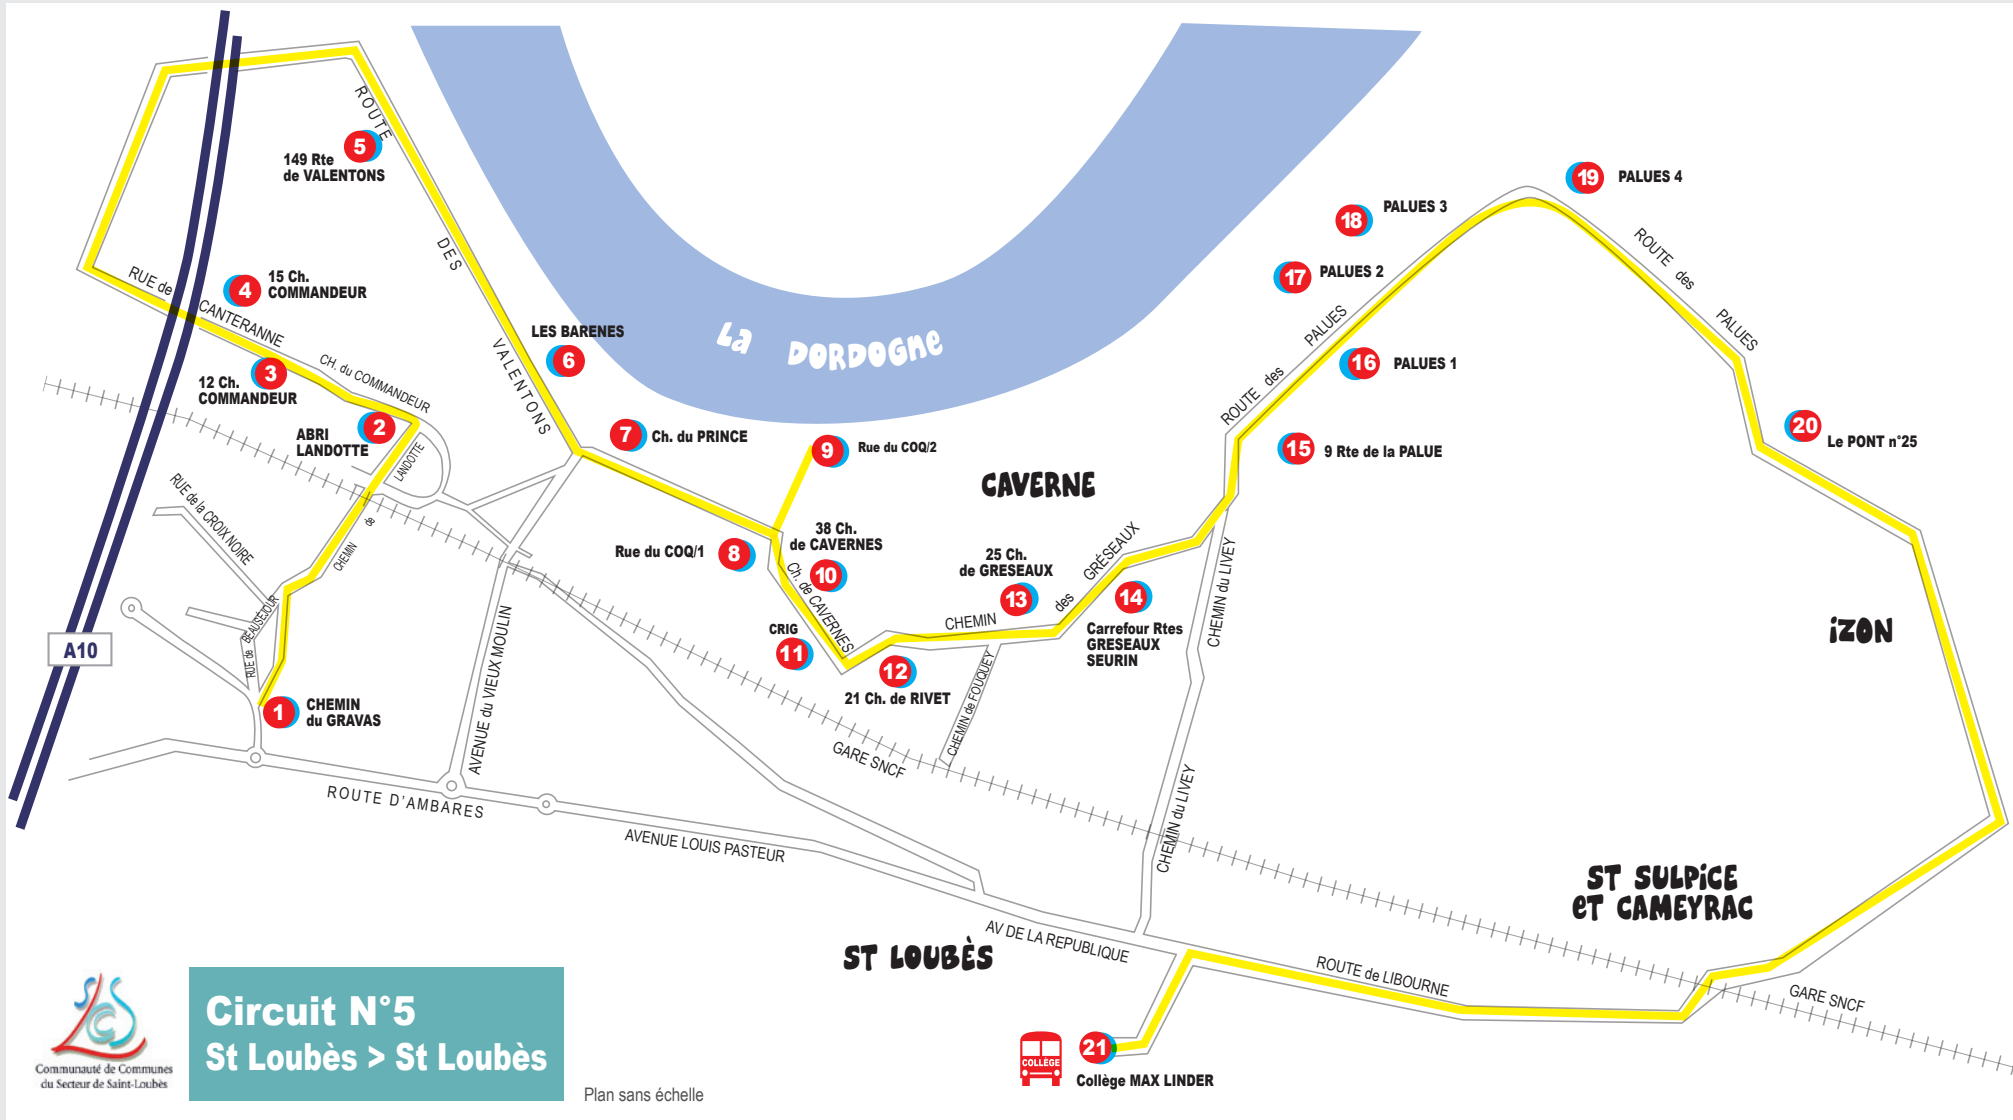 ROUTE
DES
VALENTONS
5
149 Rte
de VALENTONS
4
15 Ch.
COMMANDEUR
RUE de
CANTERANNE
3
12 Ch.
COMMANDEUR
CH. du COMMANDEUR
2
ABRI
LANDOTTE
LANDOTTE
de
CHEMIN
RUE de la CROIX NOIRE
RUE de BEAUSÉJOUR
A10
1
CHEMIN
du GRAVAS
LES BARENES
6
7
Ch. du PRINCE
La DORDOGNe
9
Rue du COQ/2
Rue du COQ/1
8
38 Ch.
de CAVERNES
10
Ch. de CAVERNES
CRIG
11
12
21 Ch. de RIVET
CAVERNE
25 Ch.
de GRESEAUX
13
CHEMIN
des
GRÉSEAUX
14
Carrefour Rtes
GRESEAUX
SEURIN
CHEMIN de FOUQUEY
CHEMIN du LIVEY
CHEMIN du LIVEY
15
9 Rte de la PALUE
16
PALUES 1
17
PALUES 2
18
PALUES 3
19
PALUES 4
ROUTE des PALUES
ROUTE des PALUES
20
Le PONT n°25
iZON
ST SULPiCE
eT CAMEYRAC
AVENUE du VIEUX MOULIN
GARE SNCF
ROUTE D'AMBARES
AVENUE LOUIS PASTEUR
AV DE LA REPUBLIQUE
ST LOUBÈS
ROUTE de LIBOURNE
GARE SNCF
COLLÈGE
21
Collège MAX LINDER
Communauté de Communes
du Secteur de Saint-Loubès
Circuit N°5
St Loubès > St Loubès
Plan sans échelle